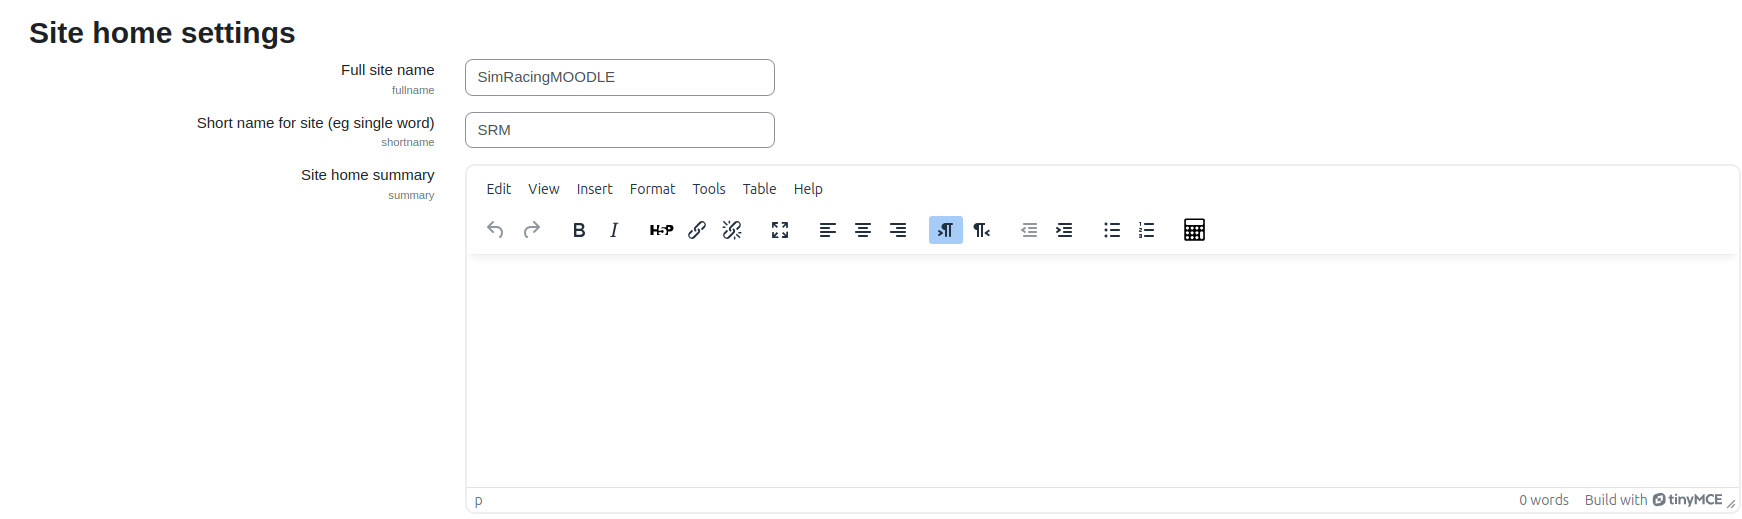 Site home settings
Full site name
fullname
SimRacingMOODLE
Short name for site (eg single word)
shortname
SRM
Site home summary
summary
Edit View Insert Format Tools Table Help
B I H5P
p 0 words Build with tinyMCE